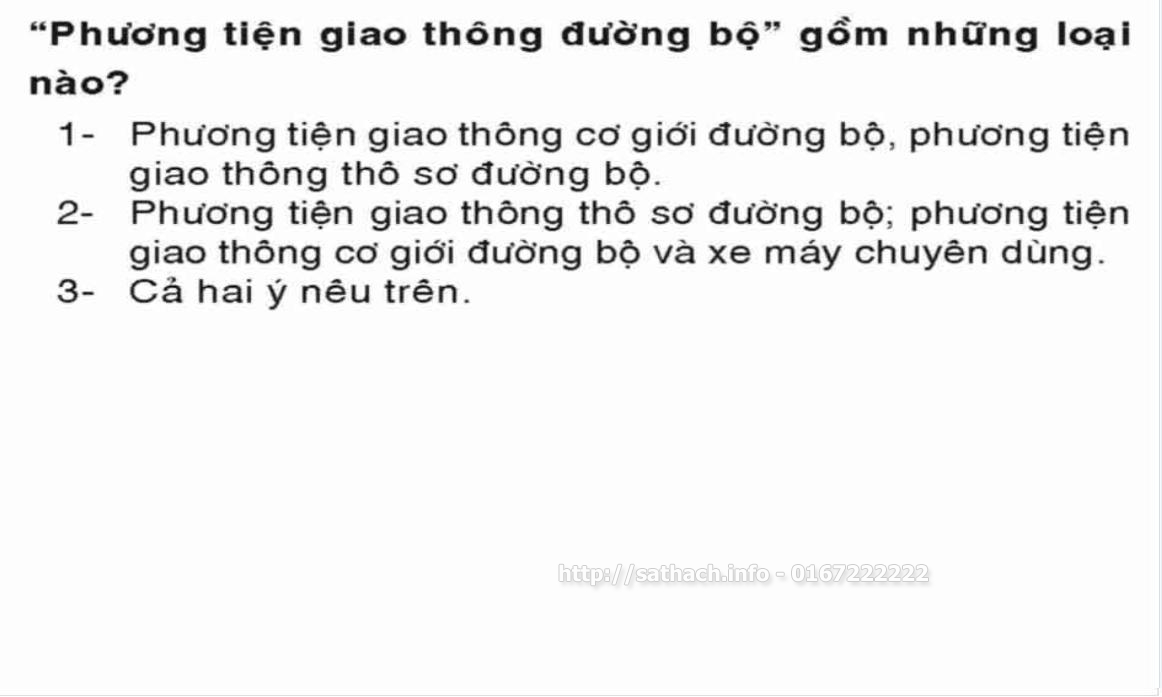 “Phương tiện giao thông đường bộ” gồm những loại
nào?
1- Phương tiện giao thông cơ giới đường bộ, phương tiện
giao thông thô sơ đường bộ.
2- Phương tiện giao thông thô sơ đường bộ; phương tiện
giao thông cơ giới đường bộ và xe máy chuyên dùng.
3- Cả hai ý nêu trên.
http://sathach.info - 0167222222